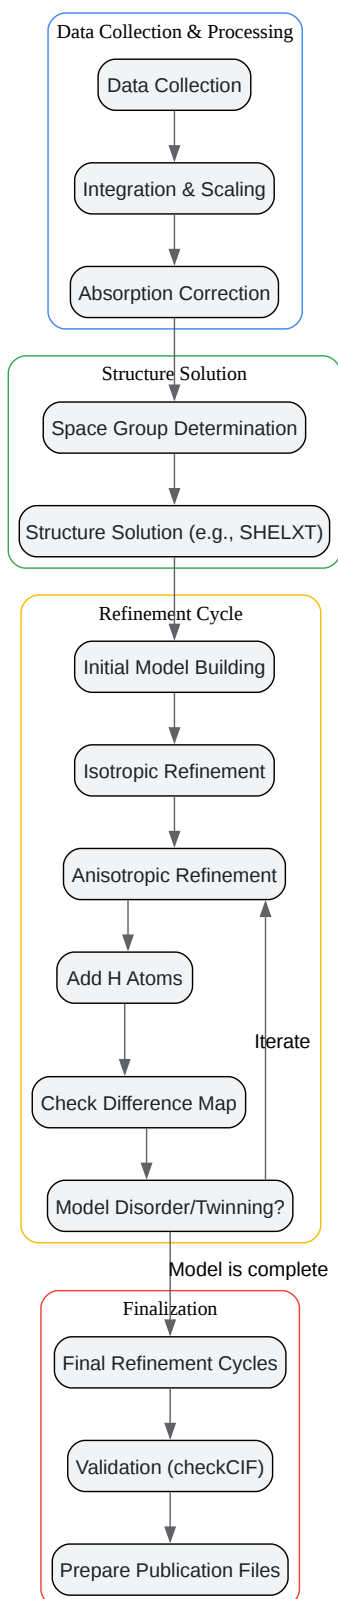 Data Collection & Processing
Data Collection
Integration & Scaling
Absorption Correction
Structure Solution
Space Group Determination
Structure Solution (e.g., SHELXT)
Refinement Cycle
Initial Model Building
Isotropic Refinement
Anisotropic Refinement
Add H Atoms
Iterate
Check Difference Map
Model Disorder/Twinning?
Model is complete
Finalization
Final Refinement Cycles
Validation (checkCIF)
Prepare Publication Files